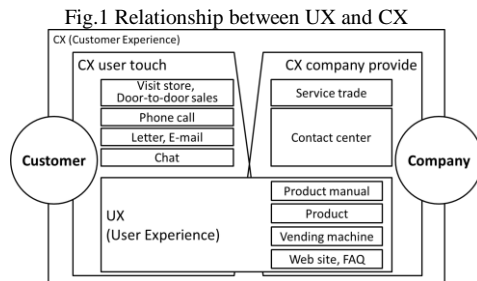 Fig.1 Relationship between UX and CX
CX (Customer Experience)
CX user touch
Visit store,
Door-to-door sales
Phone call
Letter, E-mail
Chat
CX company provide
Service trade
Contact center
Customer
Company
UX
(User Experience)
Product manual
Product
Vending machine
Web site, FAQ